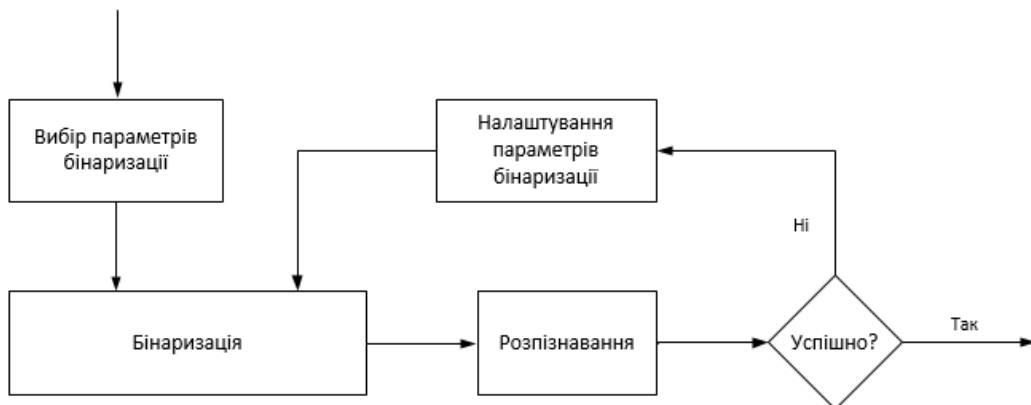 Вибір параметрів
бінаризації
Налаштування
параметрів
бінаризації
Ні
Бінаризація
Розпізнавання
Успішно?
Так